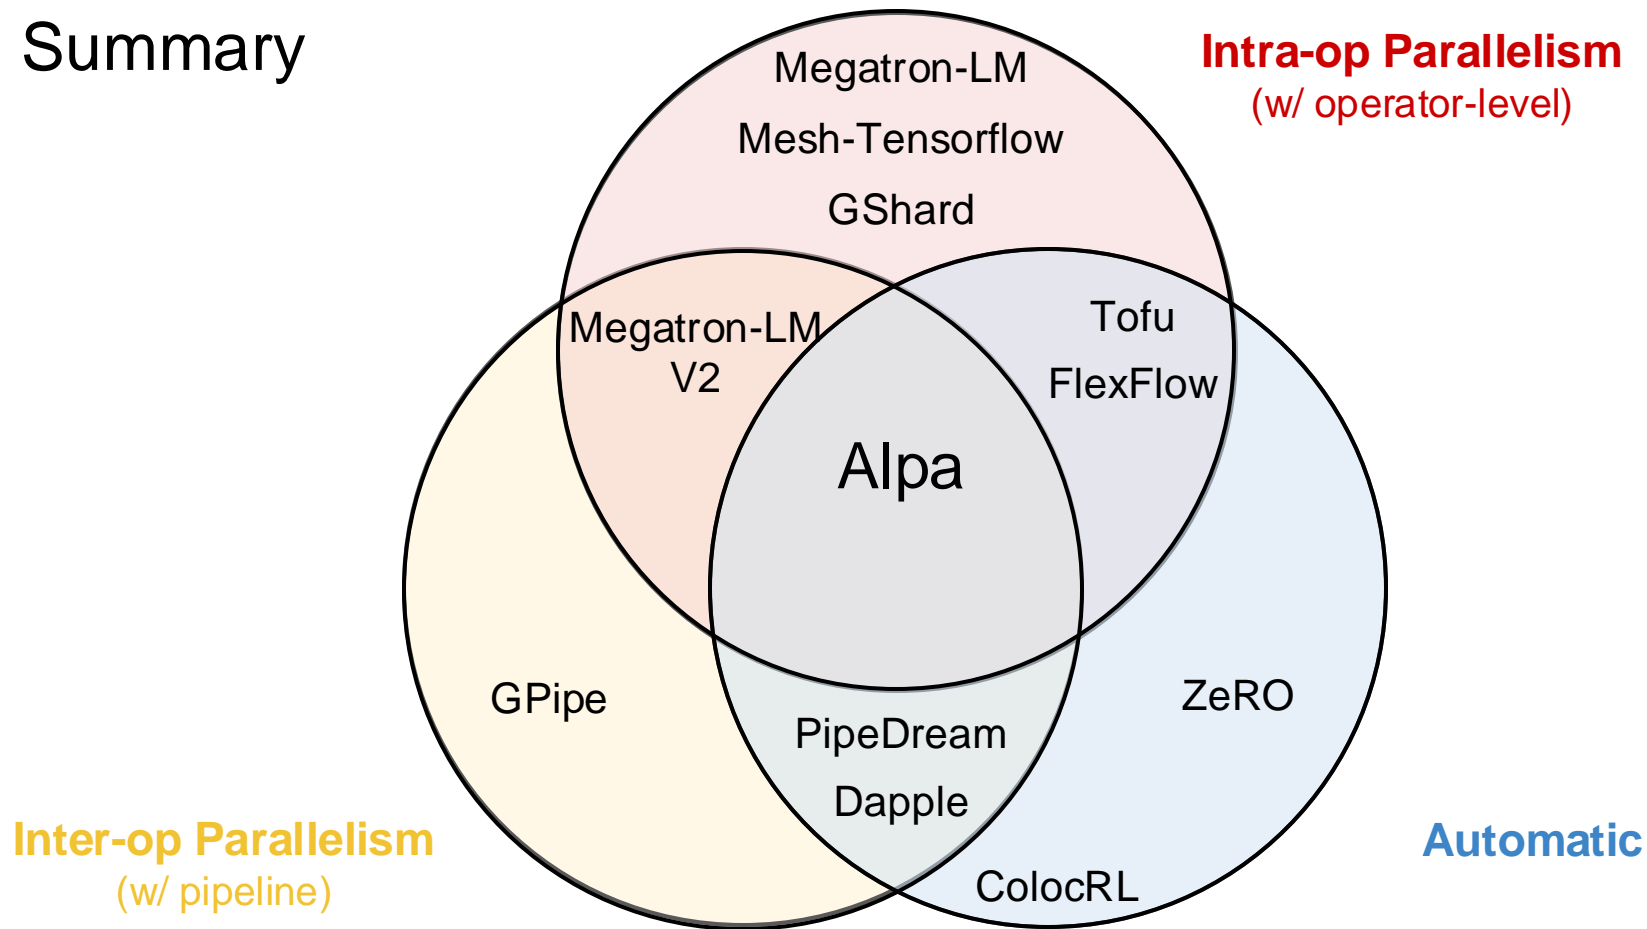 Summary
Intra-op Parallelism
(w/ operator-level)
Megatron-LM
Mesh-Tensorflow
GShard
Megatron-LM
V2
Tofu
FlexFlow
Alpa
GPipe
ZeRO
PipeDream
Dapple
ColocRL
Inter-op Parallelism
(w/ pipeline)
Automatic